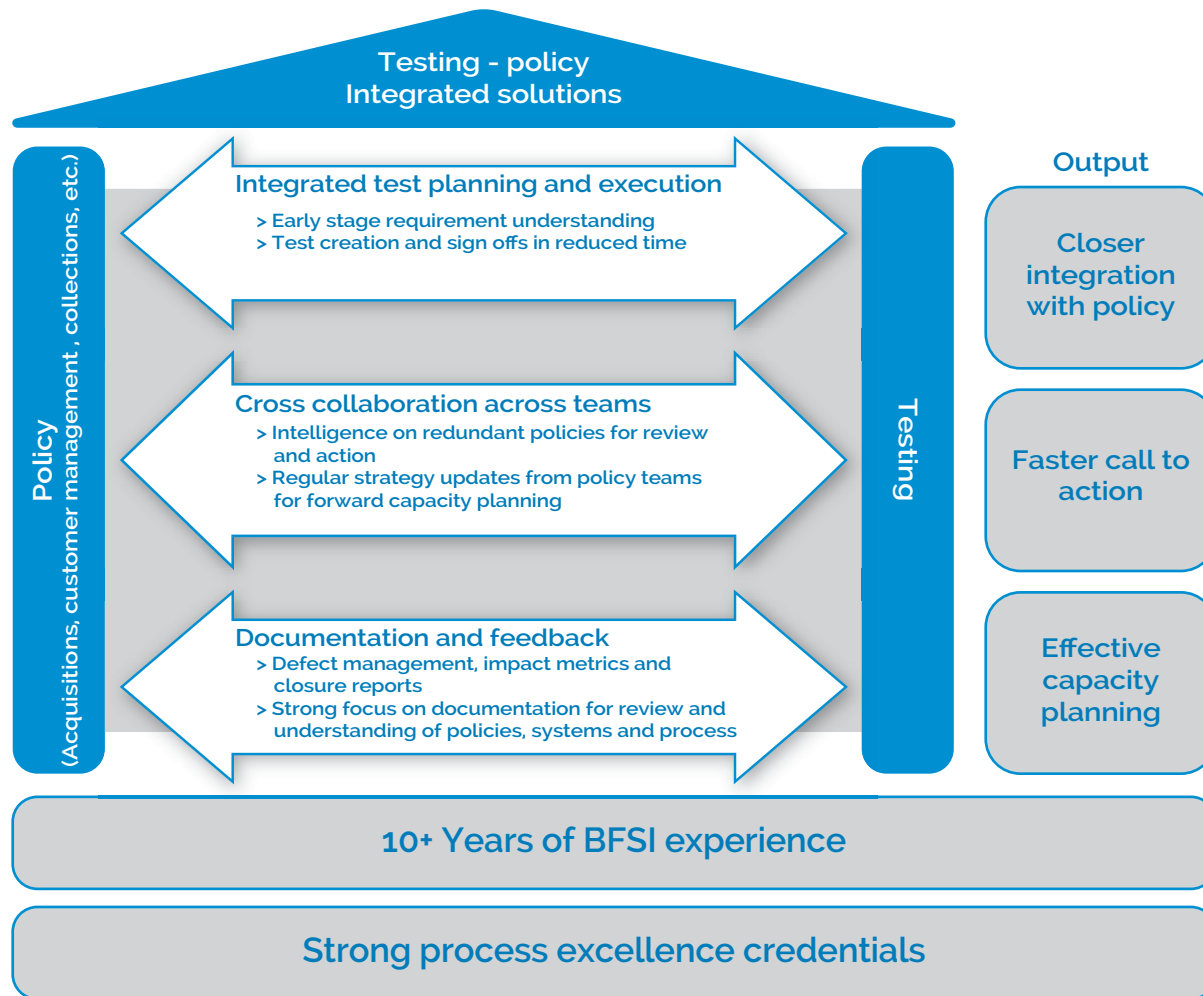 Testing - policy
Integrated solutions
Policy
(Acquisitions, customer management , collections, etc.)
Integrated test planning and execution
> Early stage requirement understanding
> Test creation and sign offs in reduced time
Cross collaboration across teams
> Intelligence on redundant policies for review
and action
> Regular strategy updates from policy teams
for forward capacity planning
Documentation and feedback
> Defect management, impact metrics and
closure reports
> Strong focus on documentation for review and
understanding of policies, systems and process
Testing
Output
Closer
integration
with policy
Faster call to
action
Effective
capacity
planning
10+ Years of BFSI experience
Strong process excellence credentials